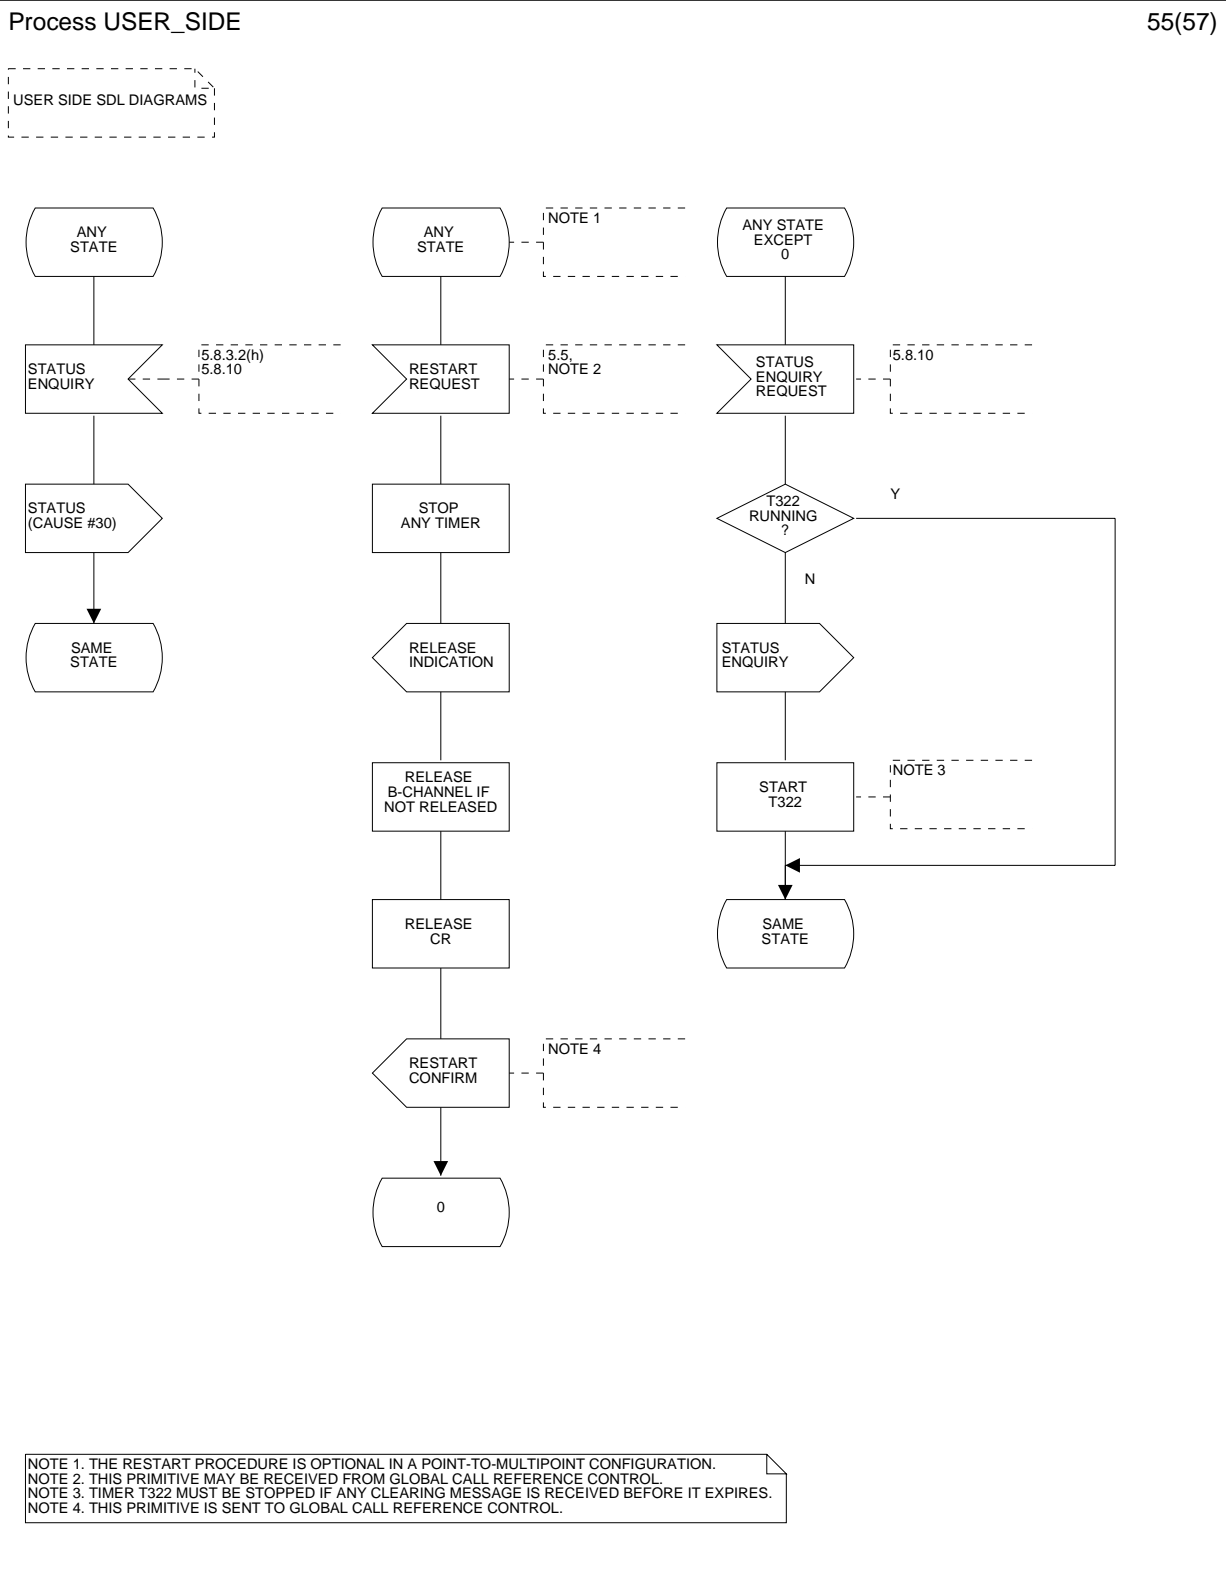 Process USER_SIDE
55(57)
USER SIDE SDL DIAGRAMS
ANY
STATE
STATUS
ENQUIRY
5.8.3.2(h)
5.8.10
STATUS
(CAUSE #30)
SAME
STATE
ANY
STATE
NOTE 1
RESTART
REQUEST
5.5,
NOTE 2
STOP
ANY TIMER
RELEASE
INDICATION
RELEASE
B-CHANNEL IF
NOT RELEASED
RELEASE
CR
RESTART
CONFIRM
NOTE 4
0
ANY STATE
EXCEPT
0
STATUS
ENQUIRY
REQUEST
5.8.10
T322
RUNNING
?
Y
N
STATUS
ENQUIRY
START
T322
NOTE 3
SAME
STATE
NOTE 1. THE RESTART PROCEDURE IS OPTIONAL IN A POINT-TO-MULTIPOINT CONFIGURATION.
NOTE 2. THIS PRIMITIVE MAY BE RECEIVED FROM GLOBAL CALL REFERENCE CONTROL.
NOTE 3. TIMER T322 MUST BE STOPPED IF ANY CLEARING MESSAGE IS RECEIVED BEFORE IT EXPIRES.
NOTE 4. THIS PRIMITIVE IS SENT TO GLOBAL CALL REFERENCE CONTROL.